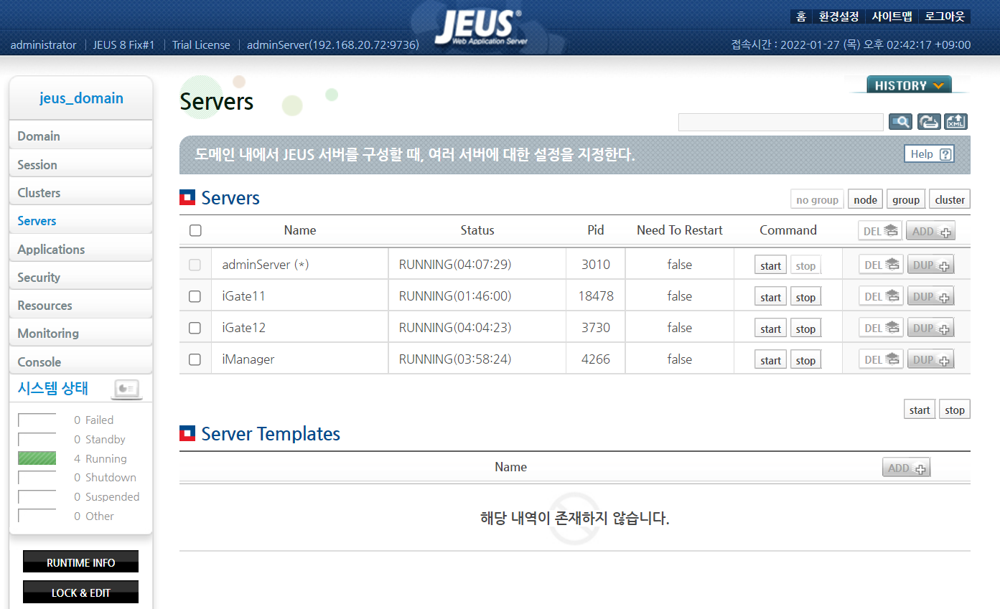 JEUS®
Web Application Server
홈 환경설정 사이트맵 로그아웃
administrator JEUS 8 Fix#1 Trial License adminServer(192.168.20.72:9736)
접속시간 : 2022-01-27 (목) 오후 02:42:17 +09:00
jeus_domain
Domain
Session
Clusters
Servers
Applications
Security
Resources
Monitoring
Console
시스템 상태
0 Failed
0 Standby
4 Running
0 Shutdown
0 Suspended
0 Other
RUNTIME INFO
LOCK & EDIT
Servers
HISTORY
XML
도메인 내에서 JEUS 서버를 구성할 때, 여러 서버에 대한 설정을 지정한다.
Help ?
Servers
no group node group cluster
Name Status Pid Need To Restart Command DEL ADD
adminServer (*) RUNNING(04:07:29) 3010 false start stop DEL DUP
iGate11 RUNNING(01:46:00) 18478 false start stop DEL DUP
iGate12 RUNNING(04:04:23) 3730 false start stop DEL DUP
iManager RUNNING(03:58:24) 4266 false start stop DEL DUP
start stop
Server Templates
Name ADD
해당 내역이 존재하지 않습니다.